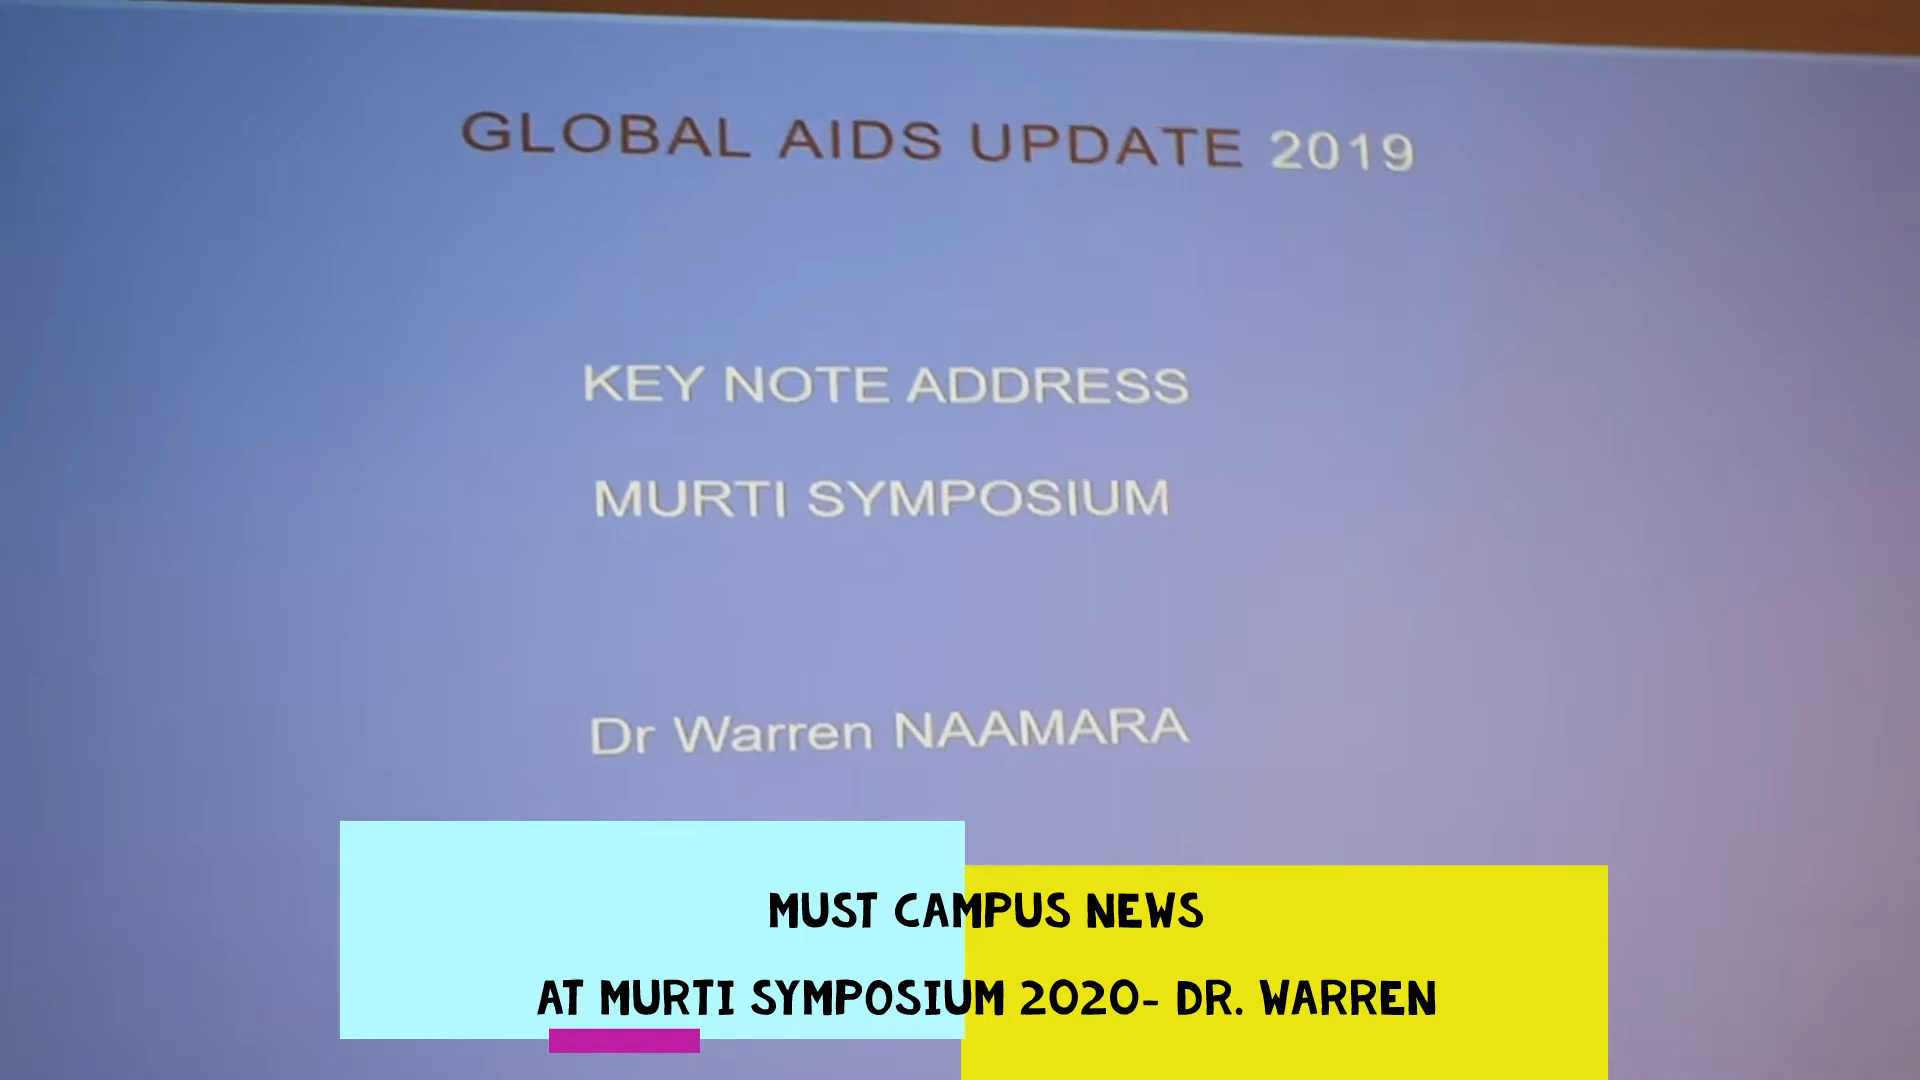 GLOBAL AIDS UPDATE 2019
KEY NOTE ADDRESS
MURTI SYMPOSIUM
Dr Warren NAAMARA
MUST CAMPUS NEWS
AT MURTI SYMPOSIUM 2020- DR. WARREN